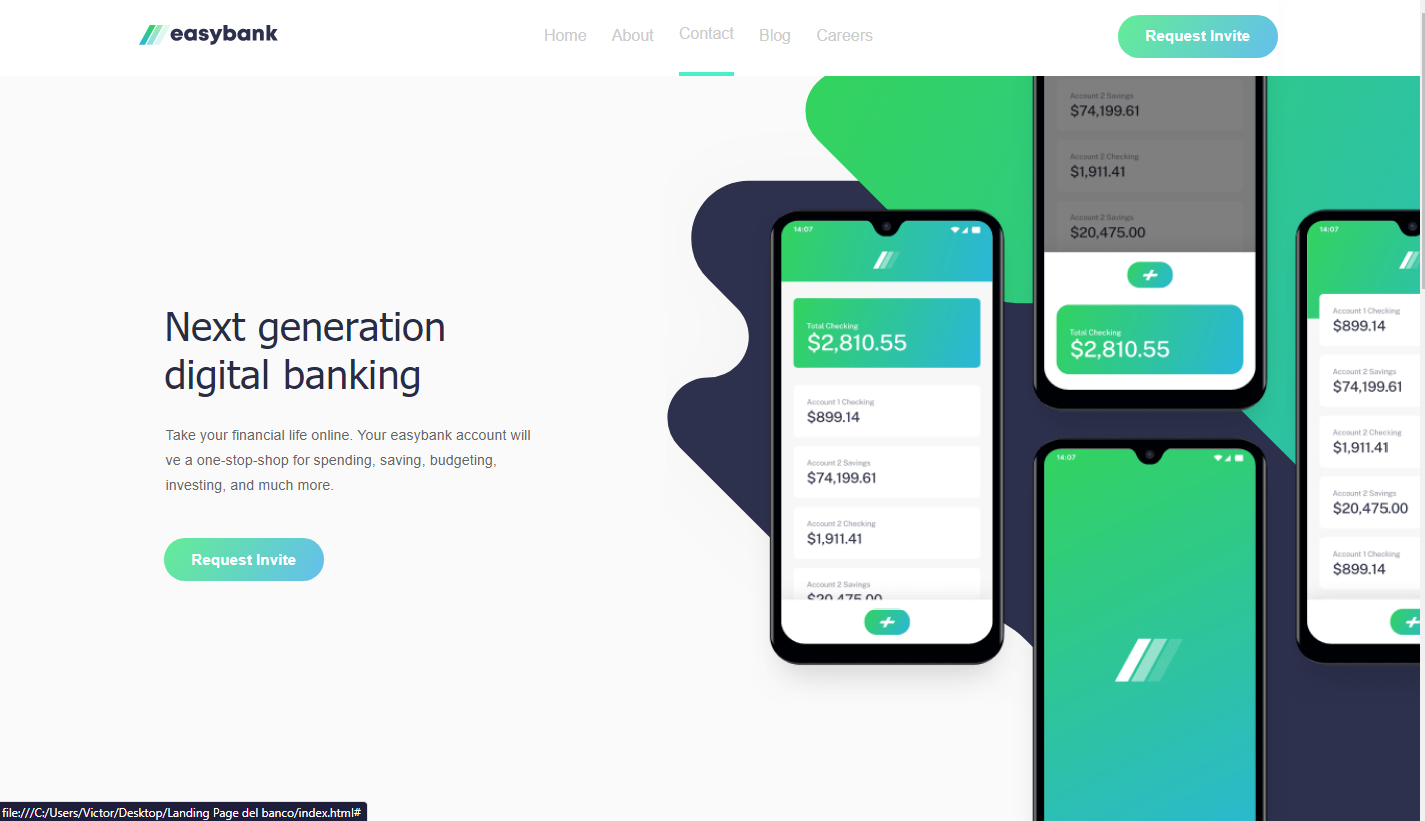 easybank
Home
About
Contact
Blog
Careers
Request Invite
Next generation
digital banking
Take your financial life online. Your easybank account will
ve a one-stop-shop for spending, saving, budgeting,
investing, and much more.
Request Invite
14:07
Total Checking
$2,810.55
Account 1 Checking
$899.14
Account 2 Savings
$74,199.61
Account 2 Checking
$1,911.41
Account 2 Savings
$20,475.00
Account 2 Savings
$74,199.61
Account 2 Checking
$1,911.41
Account 2 Savings
$20,475.00
Total Checking
$2,810.55
14:07
14:07
Account 1 Checking
$899.14
Account 2 Savings
$74,199.61
Account 2 Checking
$1,911.41
Account 2 Savings
$20,475.00
Account 1 Checking
$899.14
file:///C:/Users/Victor/Desktop/Landing Page del banco/index.html#